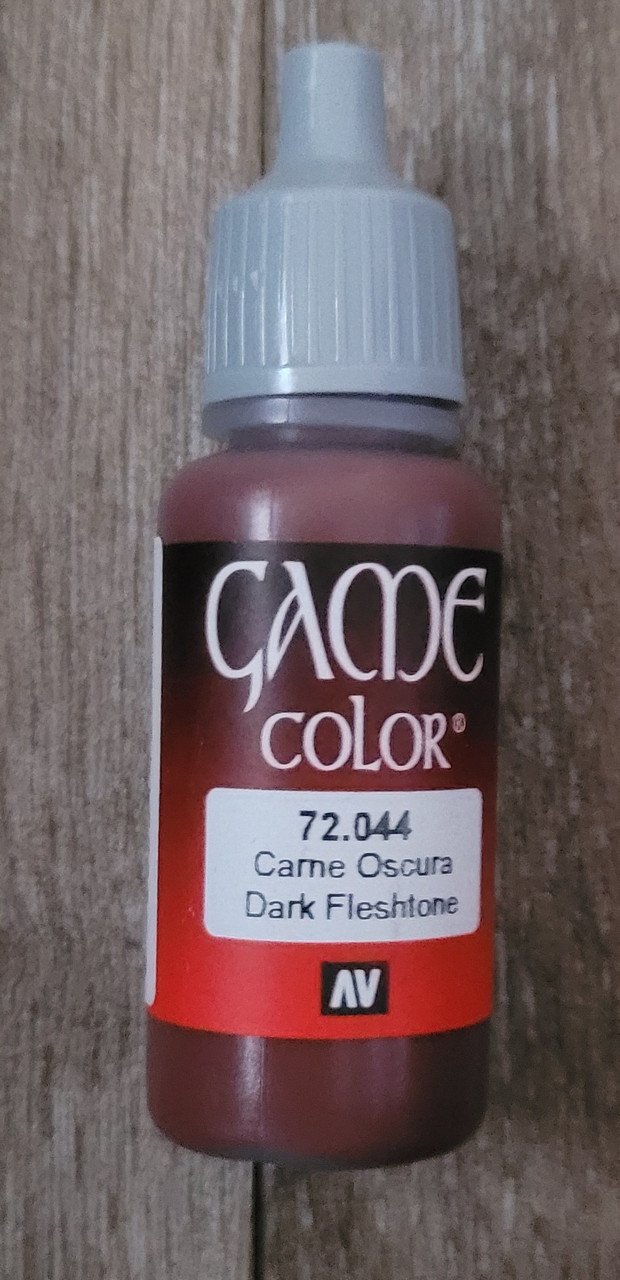 GAME
COLOR®
72.044
Carne Oscura
Dark Fleshtone
AV